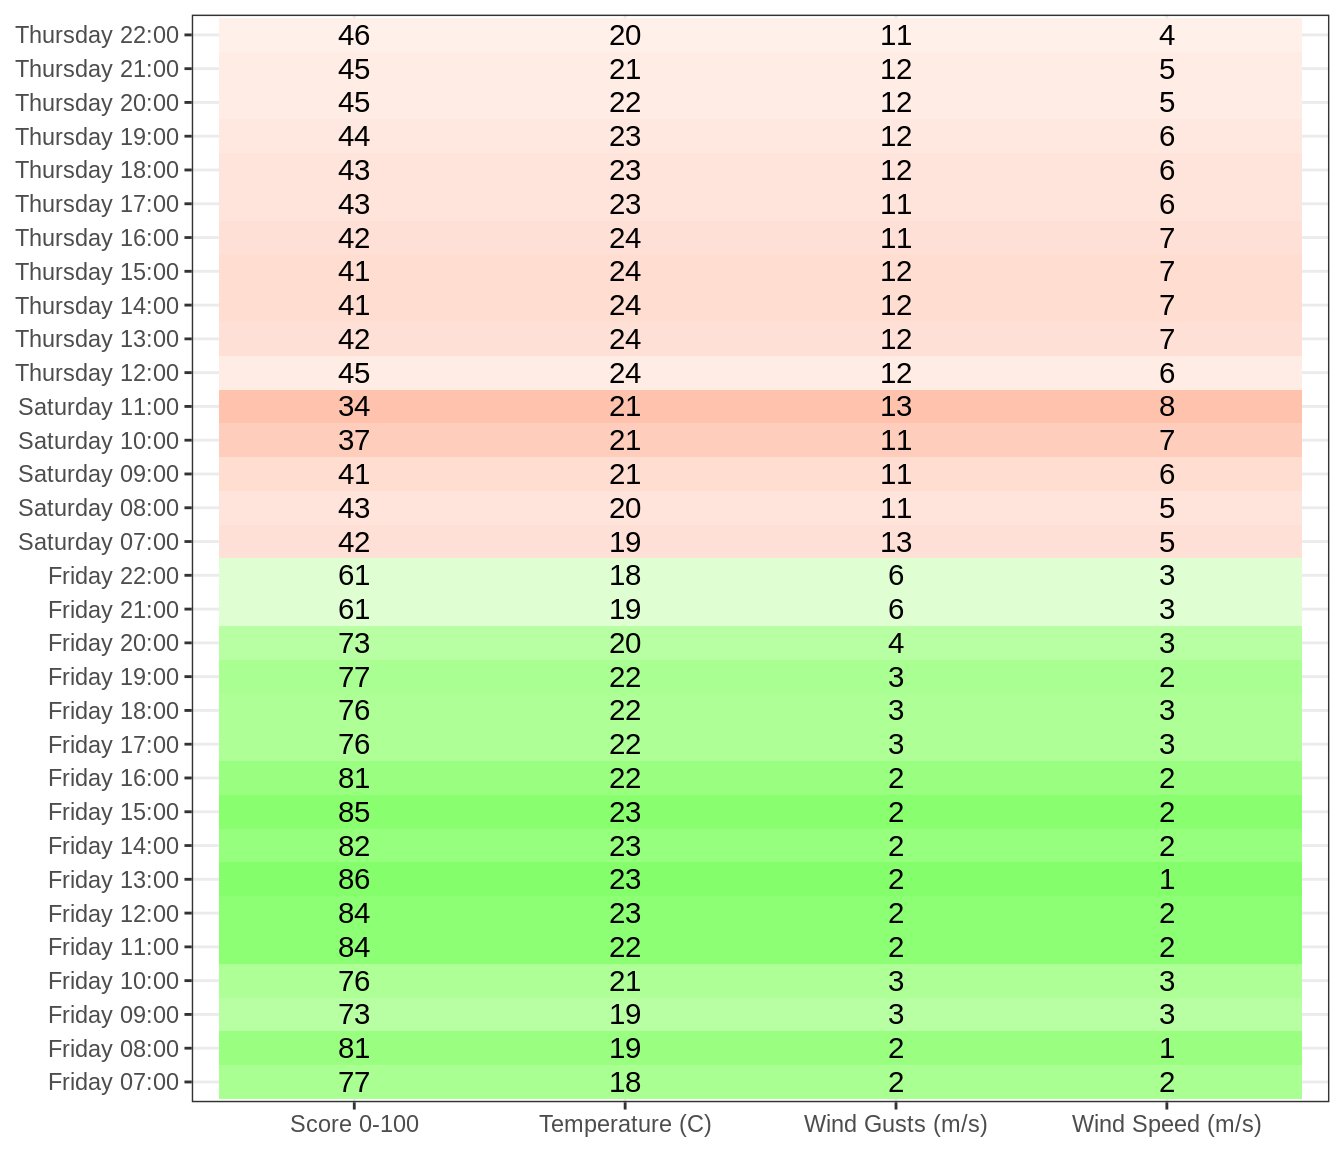 Thursday 22:00 46 20 11 4
Thursday 21:00 45 21 12 5
Thursday 20:00 45 22 12 5
Thursday 19:00 44 23 12 6
Thursday 18:00 43 23 12 6
Thursday 17:00 43 23 11 6
Thursday 16:00 42 24 11 7
Thursday 15:00 41 24 12 7
Thursday 14:00 41 24 12 7
Thursday 13:00 42 24 12 7
Thursday 12:00 45 24 12 6
Saturday 11:00 34 21 13 8
Saturday 10:00 37 21 11 7
Saturday 09:00 41 21 11 6
Saturday 08:00 43 20 11 5
Saturday 07:00 42 19 13 5
Friday 22:00 61 18 6 3
Friday 21:00 61 19 6 3
Friday 20:00 73 20 4 3
Friday 19:00 77 22 3 2
Friday 18:00 76 22 3 3
Friday 17:00 76 22 3 3
Friday 16:00 81 22 2 2
Friday 15:00 85 23 2 2
Friday 14:00 82 23 2 2
Friday 13:00 86 23 2 1
Friday 12:00 84 23 2 2
Friday 11:00 84 22 2 2
Friday 10:00 76 21 3 3
Friday 09:00 73 19 3 3
Friday 08:00 81 19 2 1
Friday 07:00 77 18 2 2
Score 0-100 Temperature (C) Wind Gusts (m/s) Wind Speed (m/s)